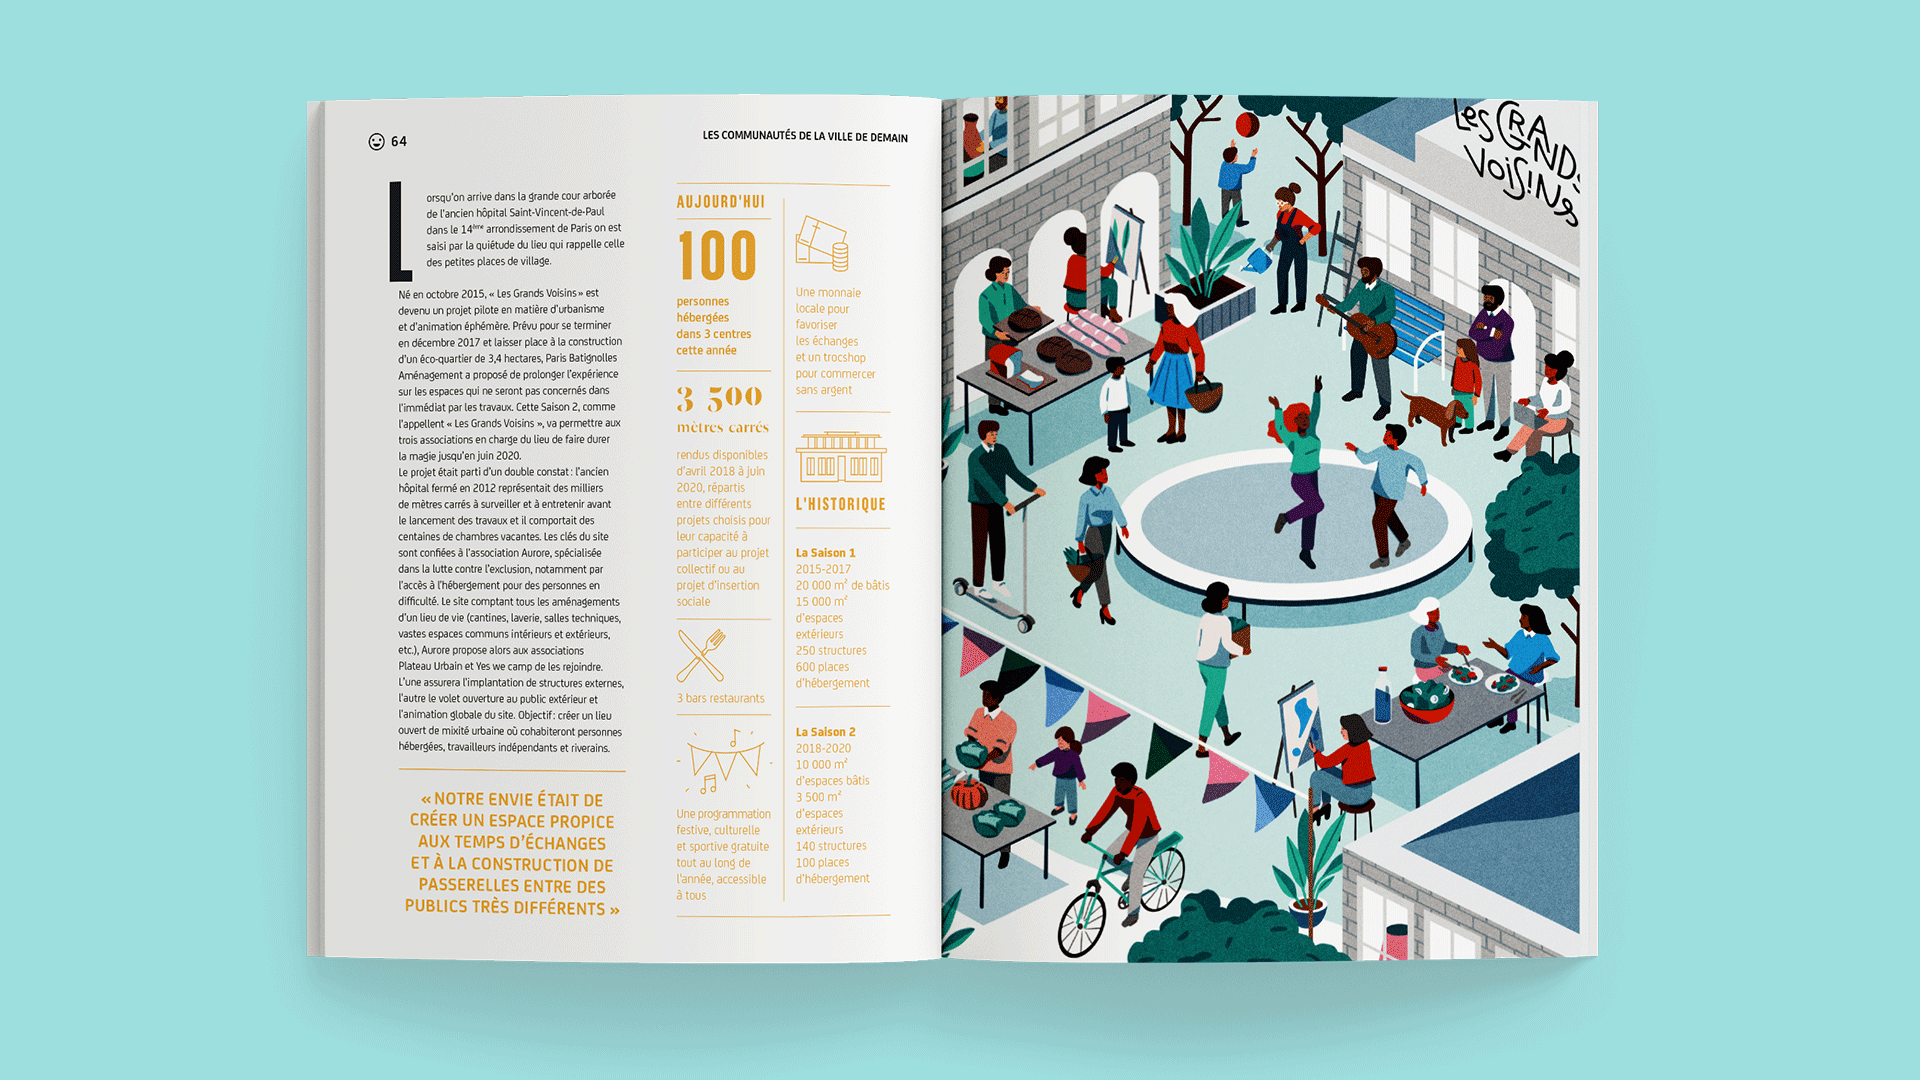 64
LES COMMUNAUTÉS DE LA VILLE DE DEMAIN
Lorsqu'on arrive dans la grande cour arborée
de l'ancien hôpital Saint-Vincent-de-Paul
dans le 14ème arrondissement de Paris on est
saisi par la quiétude du lieu qui rappelle celle
des petites places de village.
Né en octobre 2015, « Les Grands Voisins » est
devenu un projet pilote en matière d'urbanisme
et d'animation éphémère. Prévu pour se terminer
en décembre 2017 et laisser place à la construction
d'un éco-quartier de 3,4 hectares, Paris Batignolles
Aménagement a proposé de prolonger l'expérience
sur les espaces qui ne seront pas concernés dans
l'immédiat par les travaux. Cette Saison 2, comme
l'appellent « Les Grands Voisins », va permettre aux
trois associations en charge du lieu de faire durer
la magie jusqu'en juin 2020.
Le projet était parti d'un double constat : l'ancien
hôpital fermé en 2012 représentait des milliers
de mètres carrés à surveiller et à entretenir avant
le lancement des travaux et il comportait des
centaines de chambres vacantes. Les clés du site
sont confiées à l'association Aurore, spécialisée
dans la lutte contre l'exclusion, notamment par
l'accès à l'hébergement pour des personnes en
difficulté. Le site comptant tous les aménagements
d'un lieu de vie (cantines, laverie, salles techniques,
vastes espaces communs intérieurs et extérieurs,
etc.), Aurore propose alors aux associations
Plateau Urbain et Yes we camp de les rejoindre.
L'une assurera l'implantation de structures externes,
l'autre le volet ouverture au public extérieur et
l'animation globale du site. Objectif : créer un lieu
ouvert de mixité urbaine où cohabiteront personnes
hébergées, travailleurs indépendants et riverains.
« NOTRE ENVIE ÉTAIT DE
CRÉER UN ESPACE PROPICE
AUX TEMPS D'ÉCHANGES
ET À LA CONSTRUCTION DE
PASSERELLES ENTRE DES
PUBLICS TRÈS DIFFÉRENTS »
AUJOURD'HUI
100
personnes
hébergées
dans 3 centres
cette année
3 500
mètres carrés
rendus disponibles
d'avril 2018 à juin
2020, répartis
entre différents
projets choisis pour
leur capacité à
participer au projet
collectif ou au
projet d'insertion
sociale
3 bars restaurants
Une programmation
festive, culturelle
et sportive gratuite
tout au long de
l'année, accessible
à tous
Une monnaie
locale pour
favoriser
les échanges
et un trocshop
pour commercer
sans argent
L'HISTORIQUE
La Saison 1
2015-2017
20 000 m² de bâtis
15 000 m²
d'espaces
extérieurs
250 structures
600 places
d'hébergement
La Saison 2
2018-2020
10 000 m²
d'espaces bâtis
3 500 m²
d'espaces
extérieurs
140 structures
100 places
d'hébergement
LES GRANDS
VOISINS